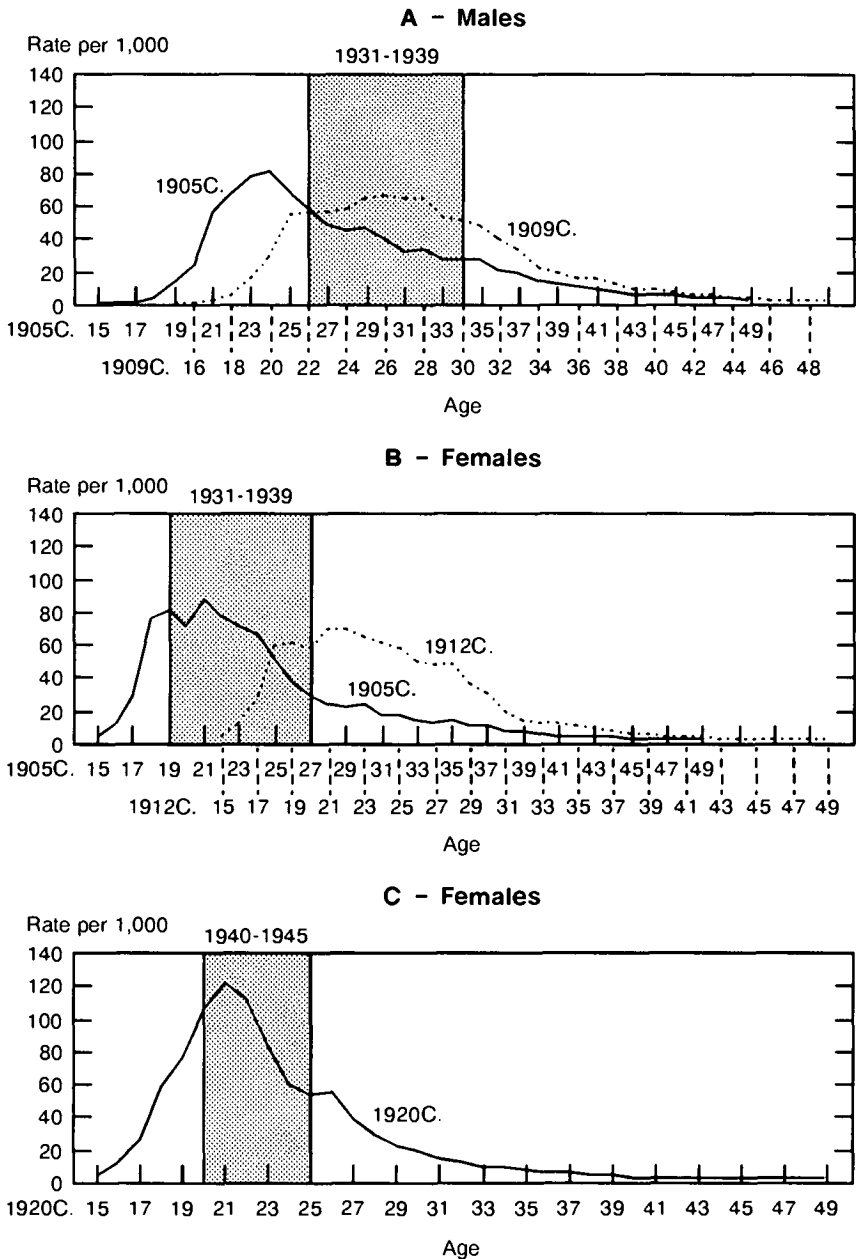 A – Males
Rate per 1,000
1931-1939
140
120
100
80
60
40
20
0
1905C.
1909C.
1905C. 15 17 19 21 23 25 27 29 31 33 35 37 39 41 43 45 47 49
1909C. 16 18 20 22 24 26 28 30 32 34 36 38 40 42 44 46 48
Age
B – Females
Rate per 1,000
1931-1939
140
120
100
80
60
40
20
0
1912C.
1905C.
1905C. 15 17 19 21 23 25 27 29 31 33 35 37 39 41 43 45 47 49
1912C. 15 17 19 21 23 25 27 29 31 33 35 37 39 41 43 45 47 49
Age
C – Females
Rate per 1,000
1940-1945
140
120
100
80
60
40
20
0
1920C.
1920C. 15 17 19 21 23 25 27 29 31 33 35 37 39 41 43 45 47 49
Age